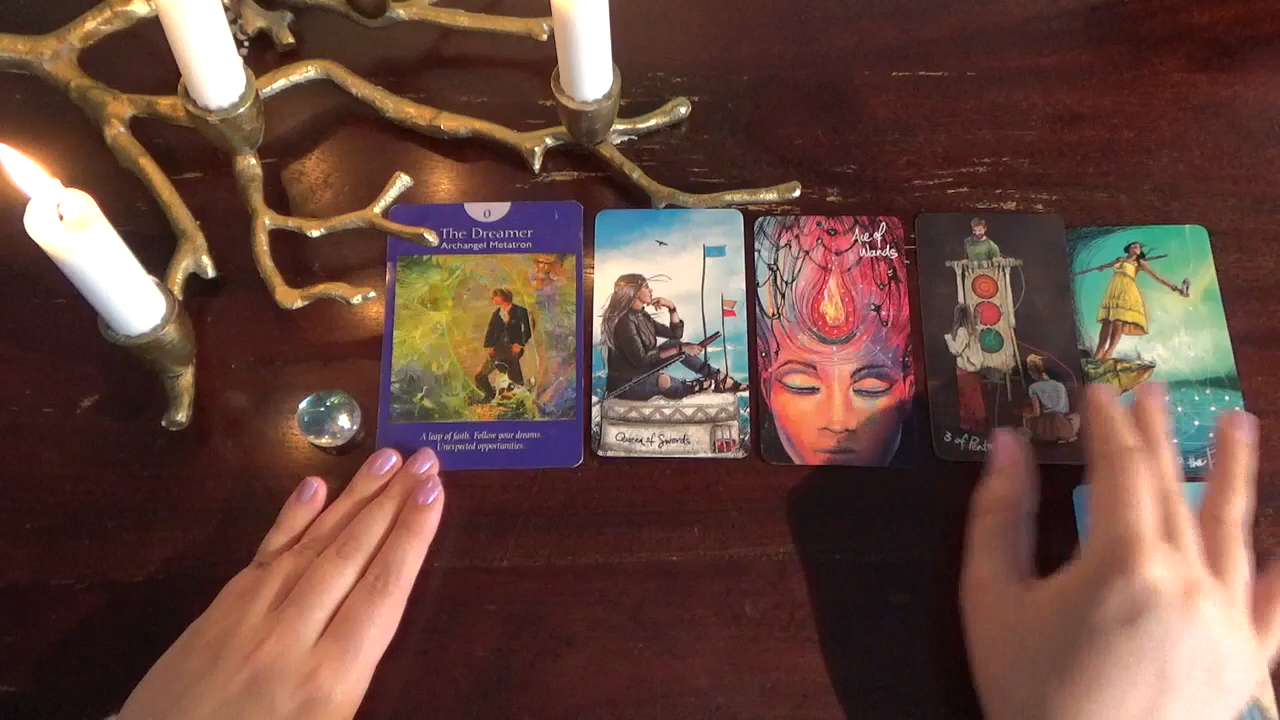 0
The Dreamer
Archangel Metatron
A leap of faith. Follow your dreams.
Unexpected opportunities.
Queen of Swords
Ace of
Wands
3 of
the